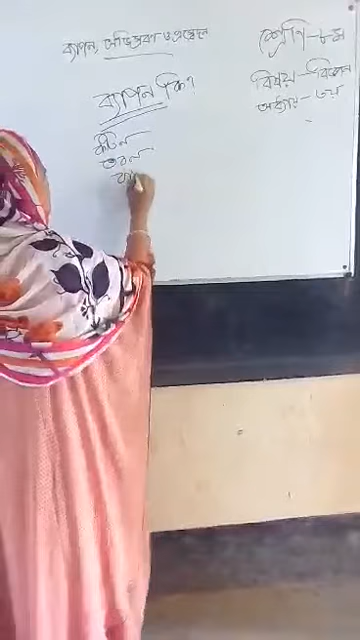 ব্যাপন, অভিস্রবণ ও প্রস্বেদন
শ্রেণি - ৮ম
বিষয় - বিজ্ঞান
অধ্যায় - ৩য়
ব্যাপন কি?
কঠিন
তরল